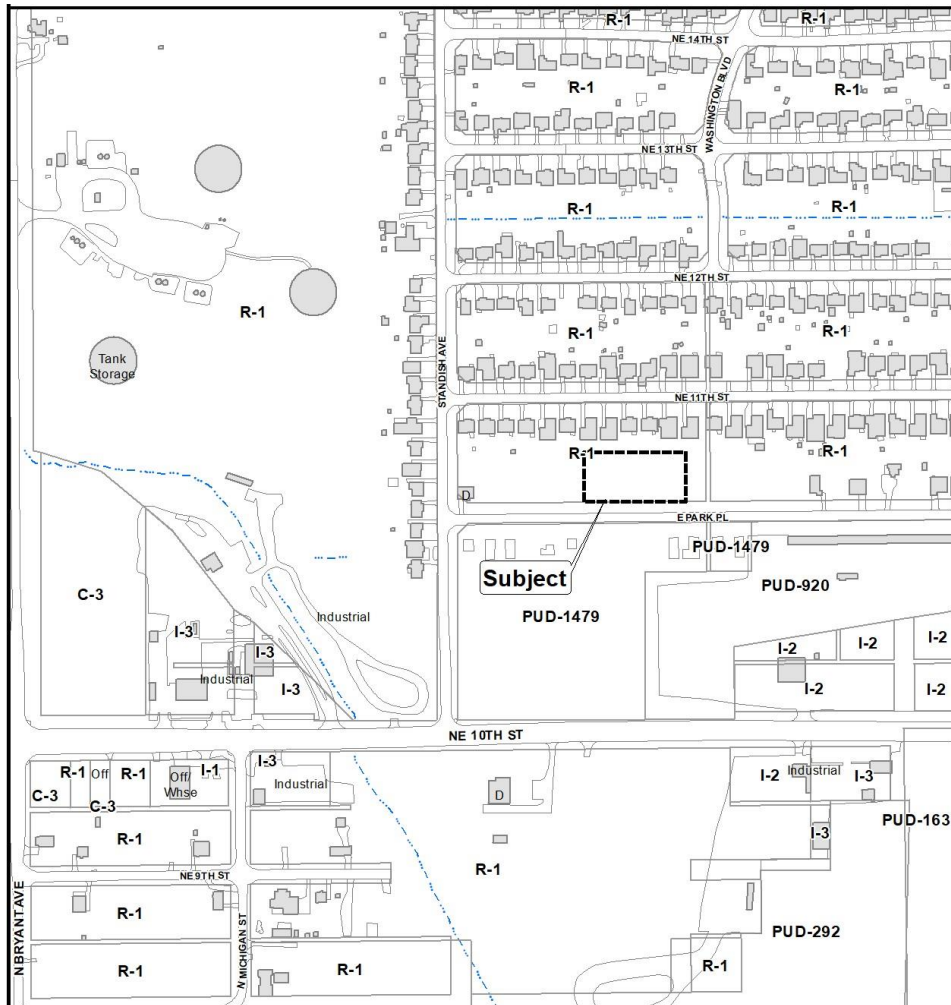 R-1
R-1
NE 14TH ST
R-1
R-1
WASHINGTON BLVD
NE 13TH ST
R-1
R-1
NE 12TH ST
R-1
Tank
Storage
R-1
R-1
STANDISH AVE
NE 11TH ST
R-1
R-1
D
E PARK PL
PUD-1479
Subject
PUD-920
C-3
PUD-1479
Industrial
I-3
I-2
I-2
I-2
I-3
Industrial
I-3
I-2
I-2
NE 10TH ST
R-1
Off
R-1
Off/
Whse
I-1
I-3
Industrial
C-3
C-3
D
I-2
Industrial
I-3
PUD-163
R-1
I-3
R-1
NE 9TH ST
N BRYANT AVE
R-1
N MICHIGAN ST
PUD-292
R-1
R-1
R-1